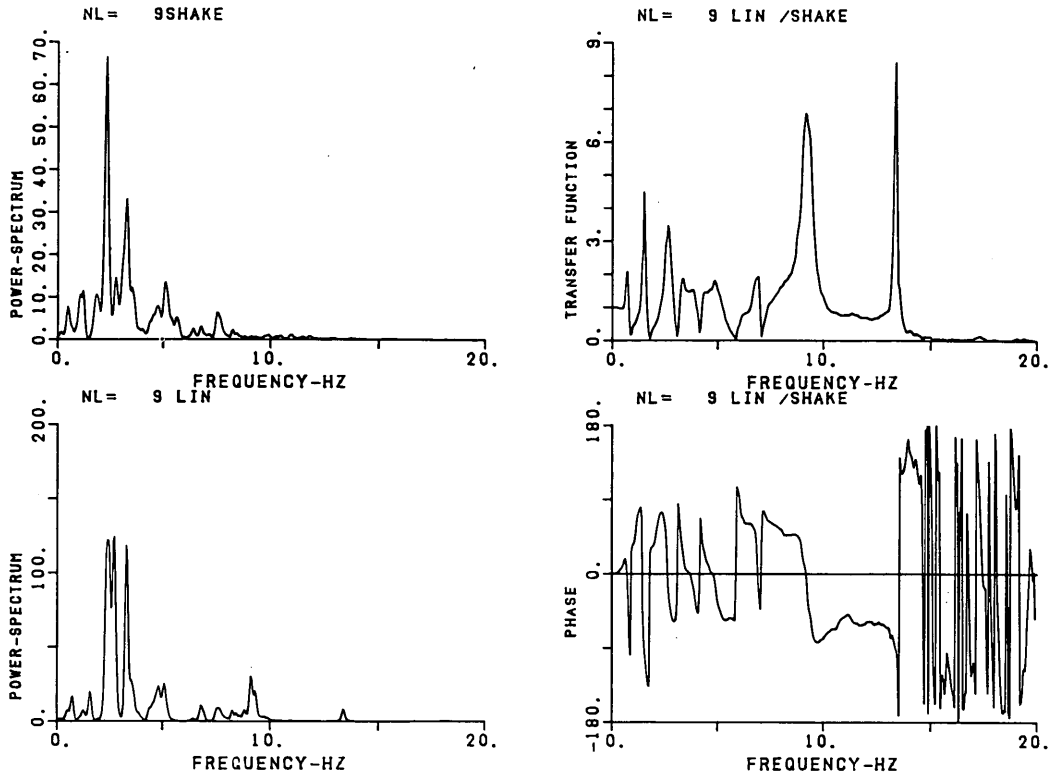 NL= 9SHAKE
70.
60.
50.
40.
30.
20.
10.
0.
POWER-SPECTRUM
0. 10. 20.
FREQUENCY-HZ
NL= 9 LIN /SHAKE
9.
6.
3.
0.
TRANSFER FUNCTION
0. 10. 20.
FREQUENCY-HZ
NL= 9 LIN
200.
100.
0.
POWER-SPECTRUM
0. 10. 20.
FREQUENCY-HZ
NL= 9 LIN /SHAKE
180.
0.
-180.
PHASE
0. 10. 20.
FREQUENCY-HZ